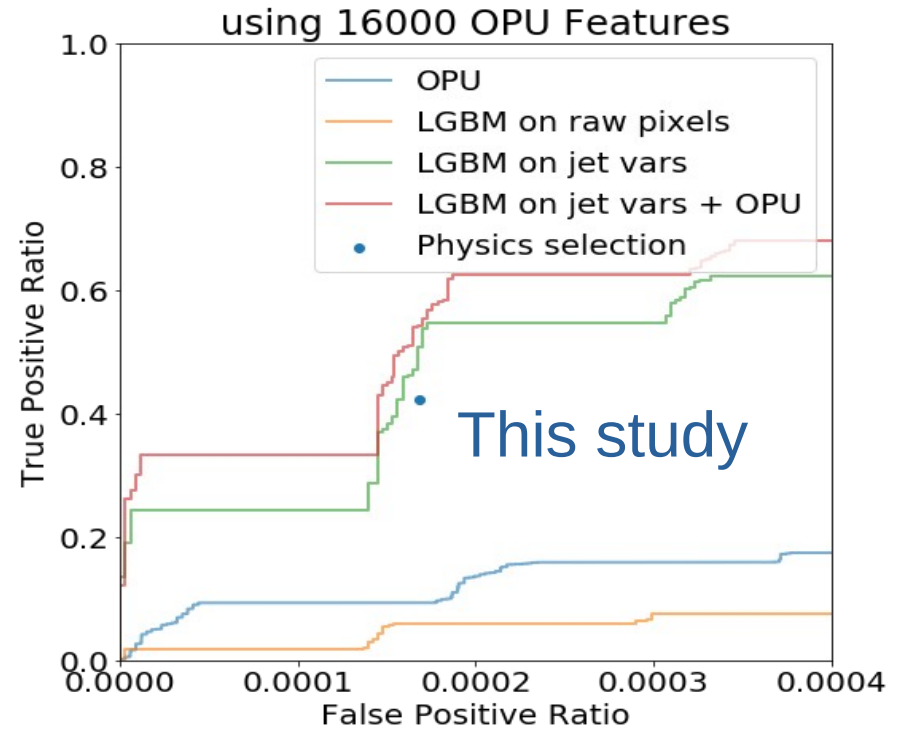 using 16000 OPU Features
1.0
0.8
0.6
0.4
0.2
0.0
True Positive Ratio
OPU
LGBM on raw pixels
LGBM on jet vars
LGBM on jet vars + OPU
Physics selection
This study
0.0000 0.0001 0.0002 0.0003 0.0004
False Positive Ratio